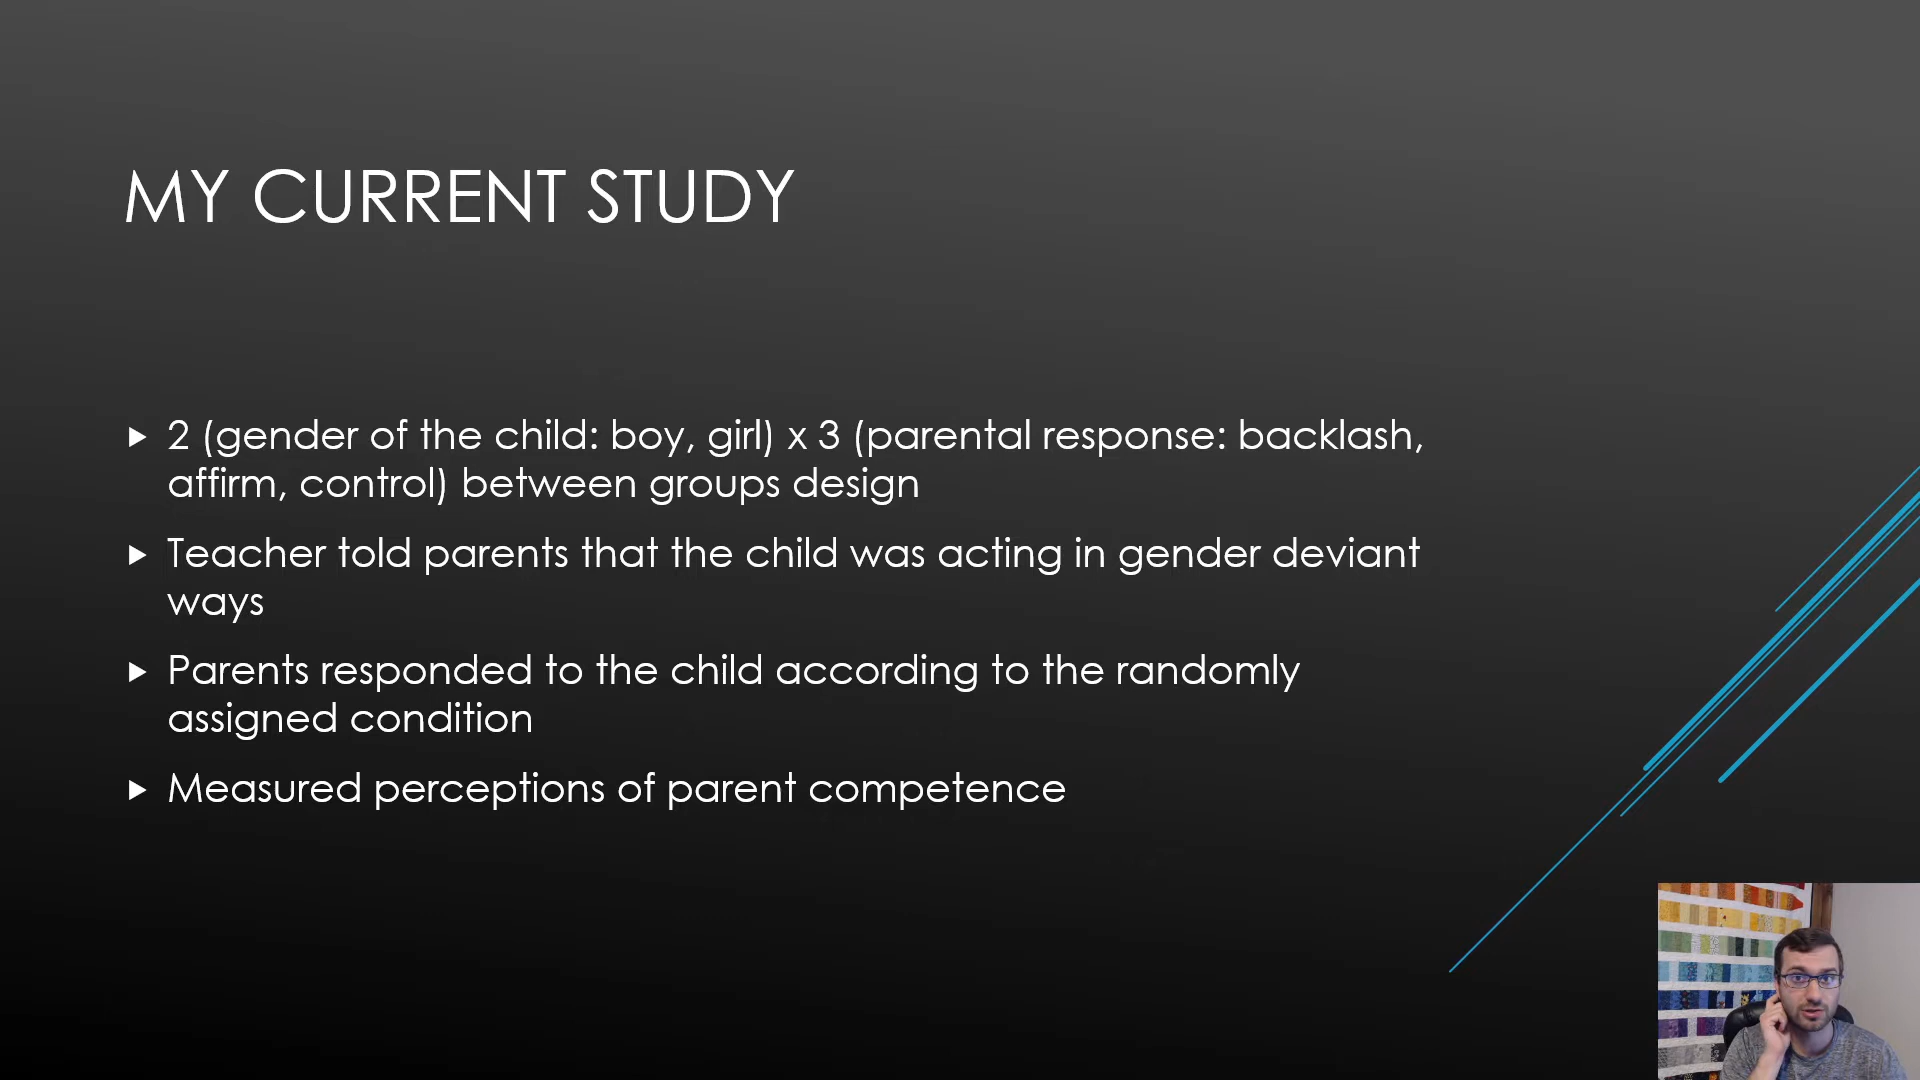 MY CURRENT STUDY
2 (gender of the child: boy, girl) x 3 (parental response: backlash,
affirm, control) between groups design
Teacher told parents that the child was acting in gender deviant
ways
Parents responded to the child according to the randomly
assigned condition
Measured perceptions of parent competence